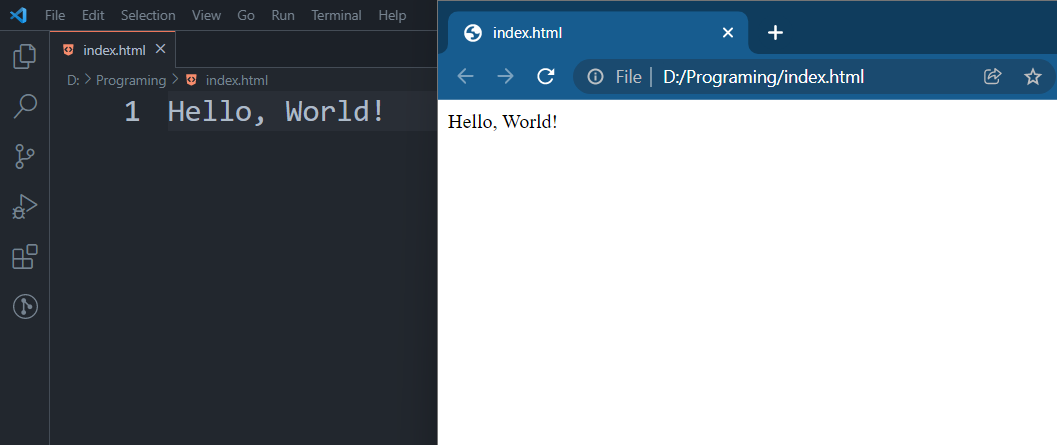 File Edit Selection View Go Run Terminal Help
index.html
D: Programing index.html
1 Hello, World!
index.html
File D:/Programing/index.html
Hello, World!